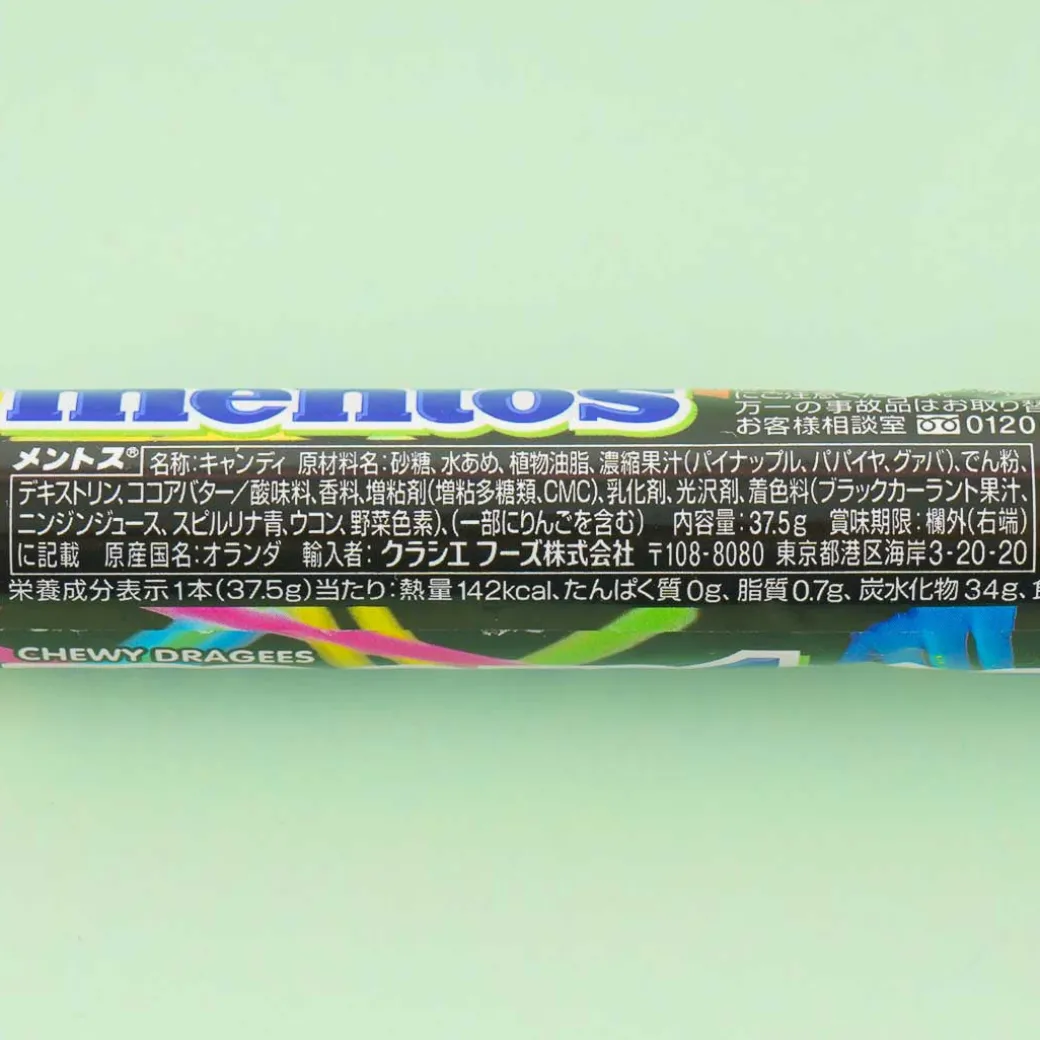 mentos
にご注意ください
万一の事故品はお取り替
お客様相談室 0120
メントス® 名称:キャンディ 原材料名:砂糖、水あめ、植物油脂、濃縮果汁(パイナップル、パパイヤ、グァバ)、でん粉、
デキストリン、ココアバター/酸味料、香料、増粘剤(増粘多糖類、CMC)、乳化剤、光沢剤、着色料(ブラックカーラント果汁、
ニンジンジュース、スピルリナ青、ウコン、野菜色素)、(一部にりんごを含む) 内容量:37.5g 賞味期限:欄外(右端)
に記載 原産国名:オランダ 輸入者:クラシエフーズ株式会社 〒108-8080 東京都港区海岸3-20-20
栄養成分表示1本(37.5g)当たり:熱量142kcal、たんぱく質0g、脂質0.7g、炭水化物34g、
CHEWY DRAGEES